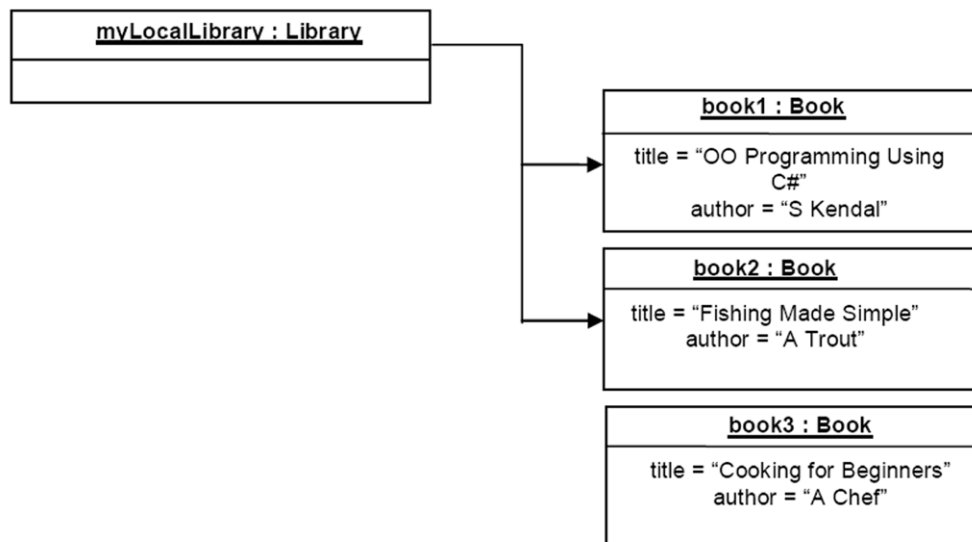 myLocalLibrary : Library
book1 : Book
title = “OO Programming Using
C#”
author = “S Kendal”
book2 : Book
title = “Fishing Made Simple”
author = “A Trout”
book3 : Book
title = “Cooking for Beginners”
author = “A Chef”